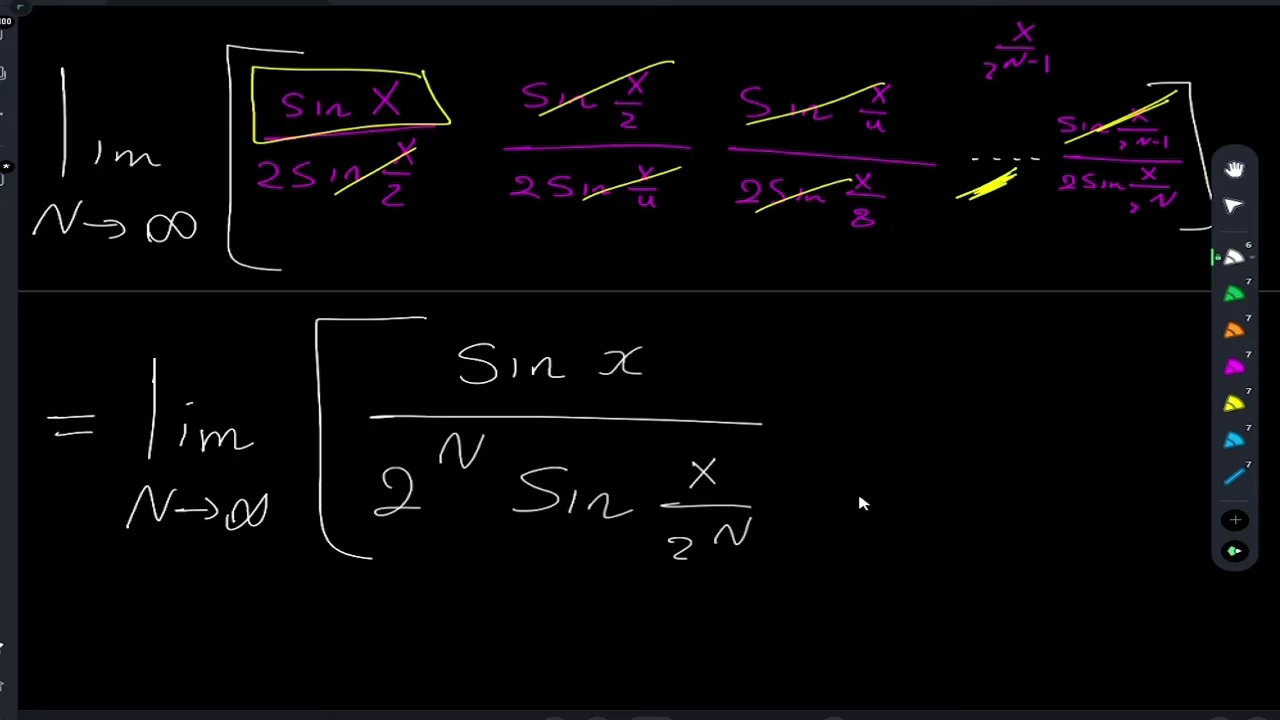 lim N→∞ [ sin X / 2 sin X/2 · sin X/2 / 2 sin X/4 · sin X/4 / 2 sin X/8 ..... sin X/2^N-1 / 2 sin X/2^N ]
X/2^N-1
= lim N→∞ [ sin x / 2^N sin X/2^N